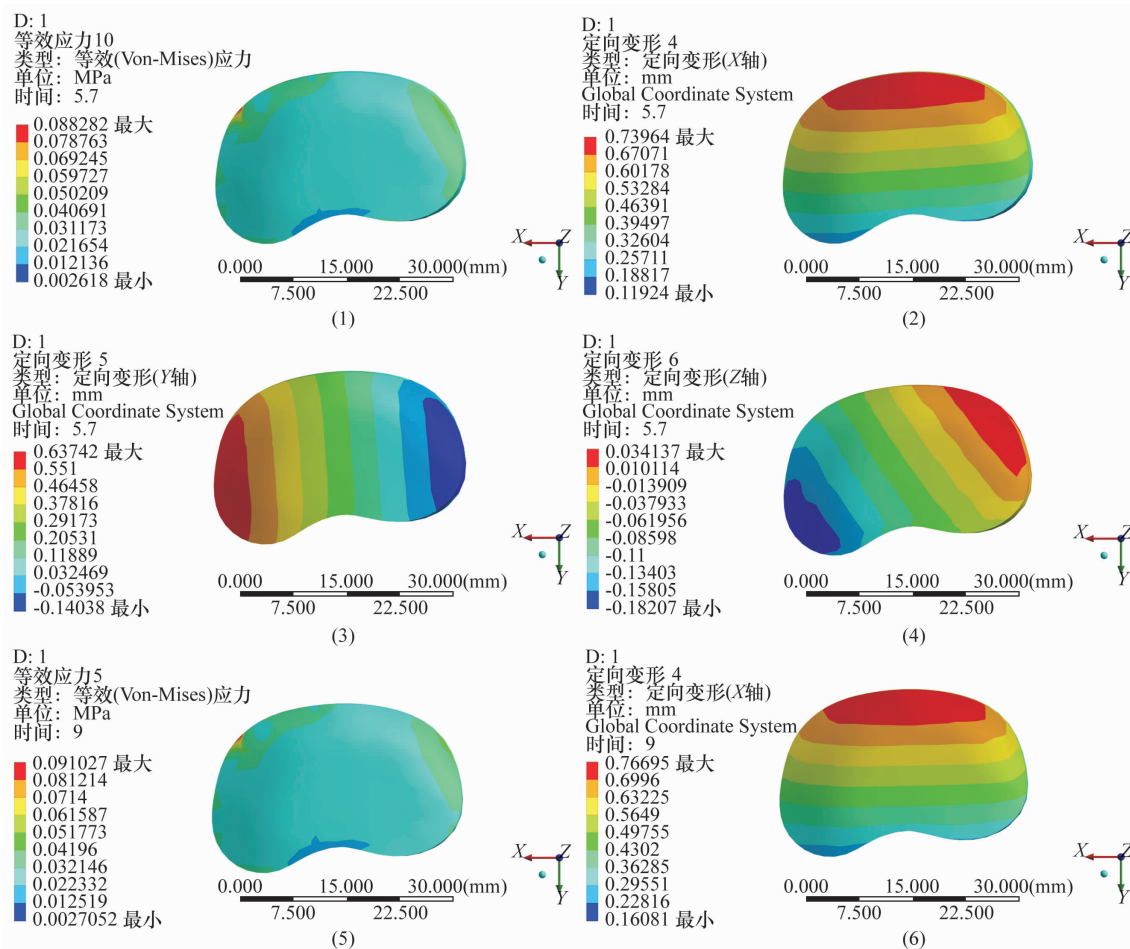 D: 1
等效应力10
类型：等效(Von-Mises)应力
单位：MPa
时间：5.7
0.088282 最大
0.078763
0.069245
0.059727
0.050209
0.040691
0.031173
0.021654
0.012136
0.002618 最小
X Z
Y
0.000 15.000 30.000(mm)
7.500 22.500
(1)
D: 1
定向变形 4
类型：定向变形(X轴)
单位：mm
Global Coordinate System
时间：5.7
0.73964 最大
0.67071
0.60178
0.53284
0.46391
0.39497
0.32604
0.25711
0.18817
0.11924 最小
X Z
Y
0.000 15.000 30.000(mm)
7.500 22.500
(2)
D: 1
定向变形 5
类型：定向变形(Y轴)
单位：mm
Global Coordinate System
时间：5.7
0.63742 最大
0.551
0.46458
0.37816
0.29173
0.20531
0.11889
0.032469
-0.053953
-0.14038 最小
X Z
Y
0.000 15.000 30.000(mm)
7.500 22.500
(3)
D: 1
定向变形 6
类型：定向变形(Z轴)
单位：mm
Global Coordinate System
时间：5.7
0.034137 最大
0.010114
-0.013909
-0.037933
-0.061956
-0.08598
-0.11
-0.13403
-0.15805
-0.18207 最小
X Z
Y
0.000 15.000 30.000(mm)
7.500 22.500
(4)
D: 1
等效应力5
类型：等效(Von-Mises)应力
单位：MPa
时间：9
0.091027 最大
0.081214
0.0714
0.061587
0.051773
0.04196
0.032146
0.022332
0.012519
0.0027052 最小
X Z
Y
0.000 15.000 30.000(mm)
7.500 22.500
(5)
D: 1
定向变形 4
类型：定向变形(X轴)
单位：mm
Global Coordinate System
时间：9
0.76695 最大
0.6996
0.63225
0.5649
0.49755
0.4302
0.36285
0.29551
0.22816
0.16081 最小
X Z
Y
0.000 15.000 30.000(mm)
7.500 22.500
(6)